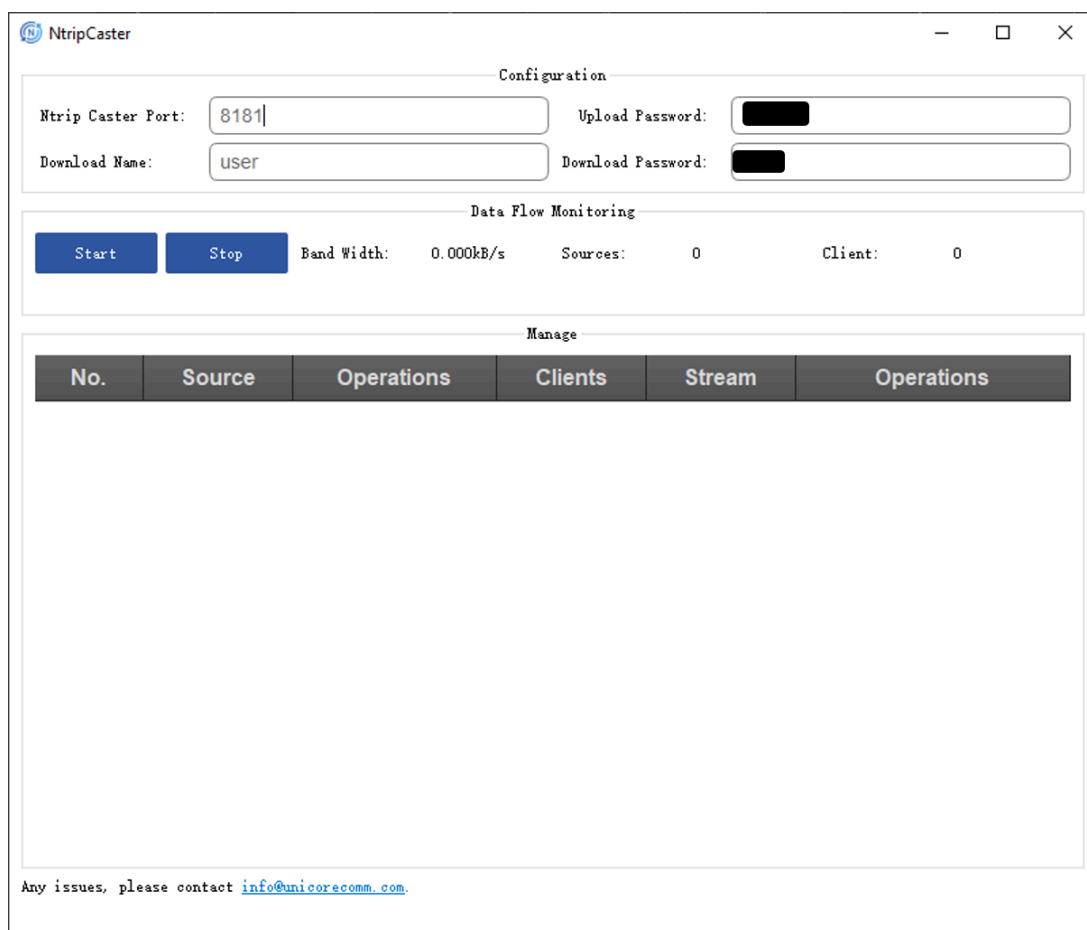 NtripCaster
Configuration
Ntrip Caster Port: 8181 Upload Password:
Download Name: user Download Password:
Data Flow Monitoring
Start Stop Band Width: 0.000kB/s Sources: 0 Client: 0
Manage
No. Source Operations Clients Stream Operations
Any issues, please contact info@unicorecomm.com.